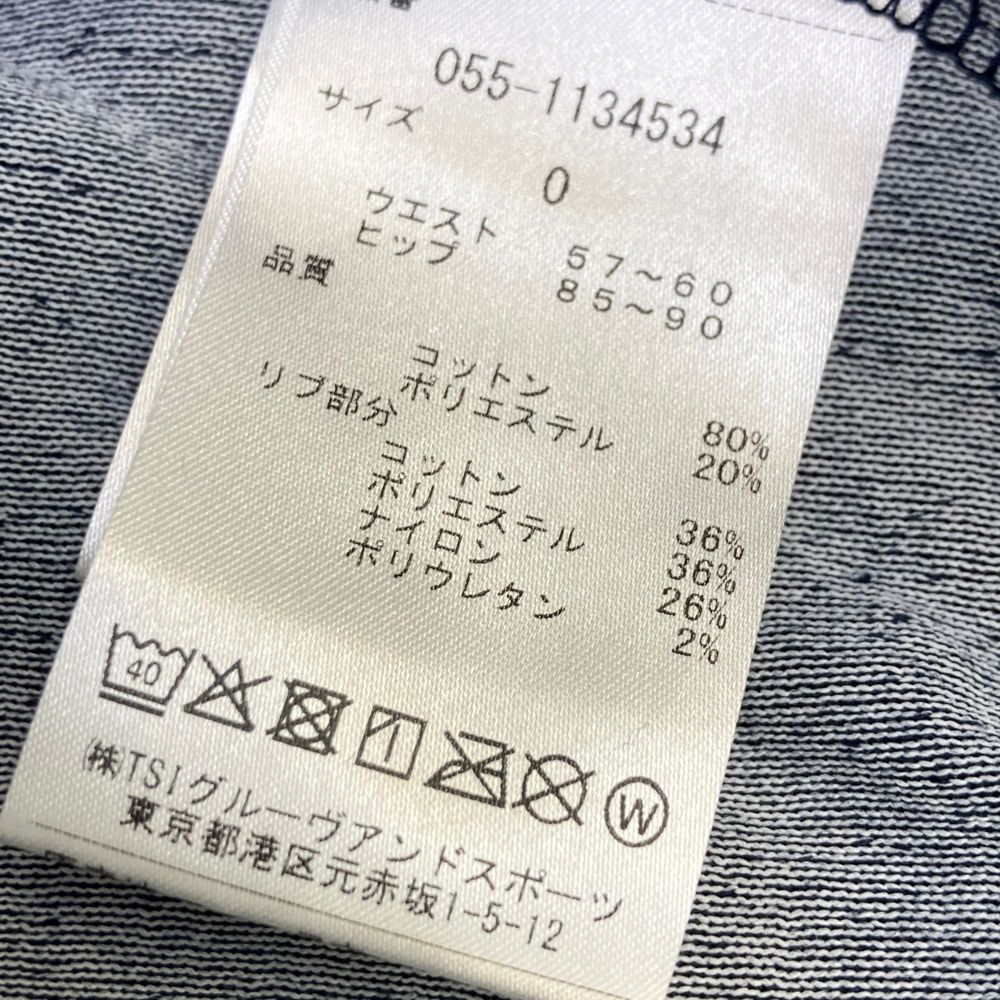 055-1134534
サイズ
0
ウエスト 57～60
ヒップ 85～90
品質
コットン 80%
ポリエステル 20%
リブ部分
コットン 36%
ポリエステル 36%
ナイロン 26%
ポリウレタン 2%
40 W
㈱TSIグルーヴアンドスポーツ
東京都港区元赤坂1-5-12